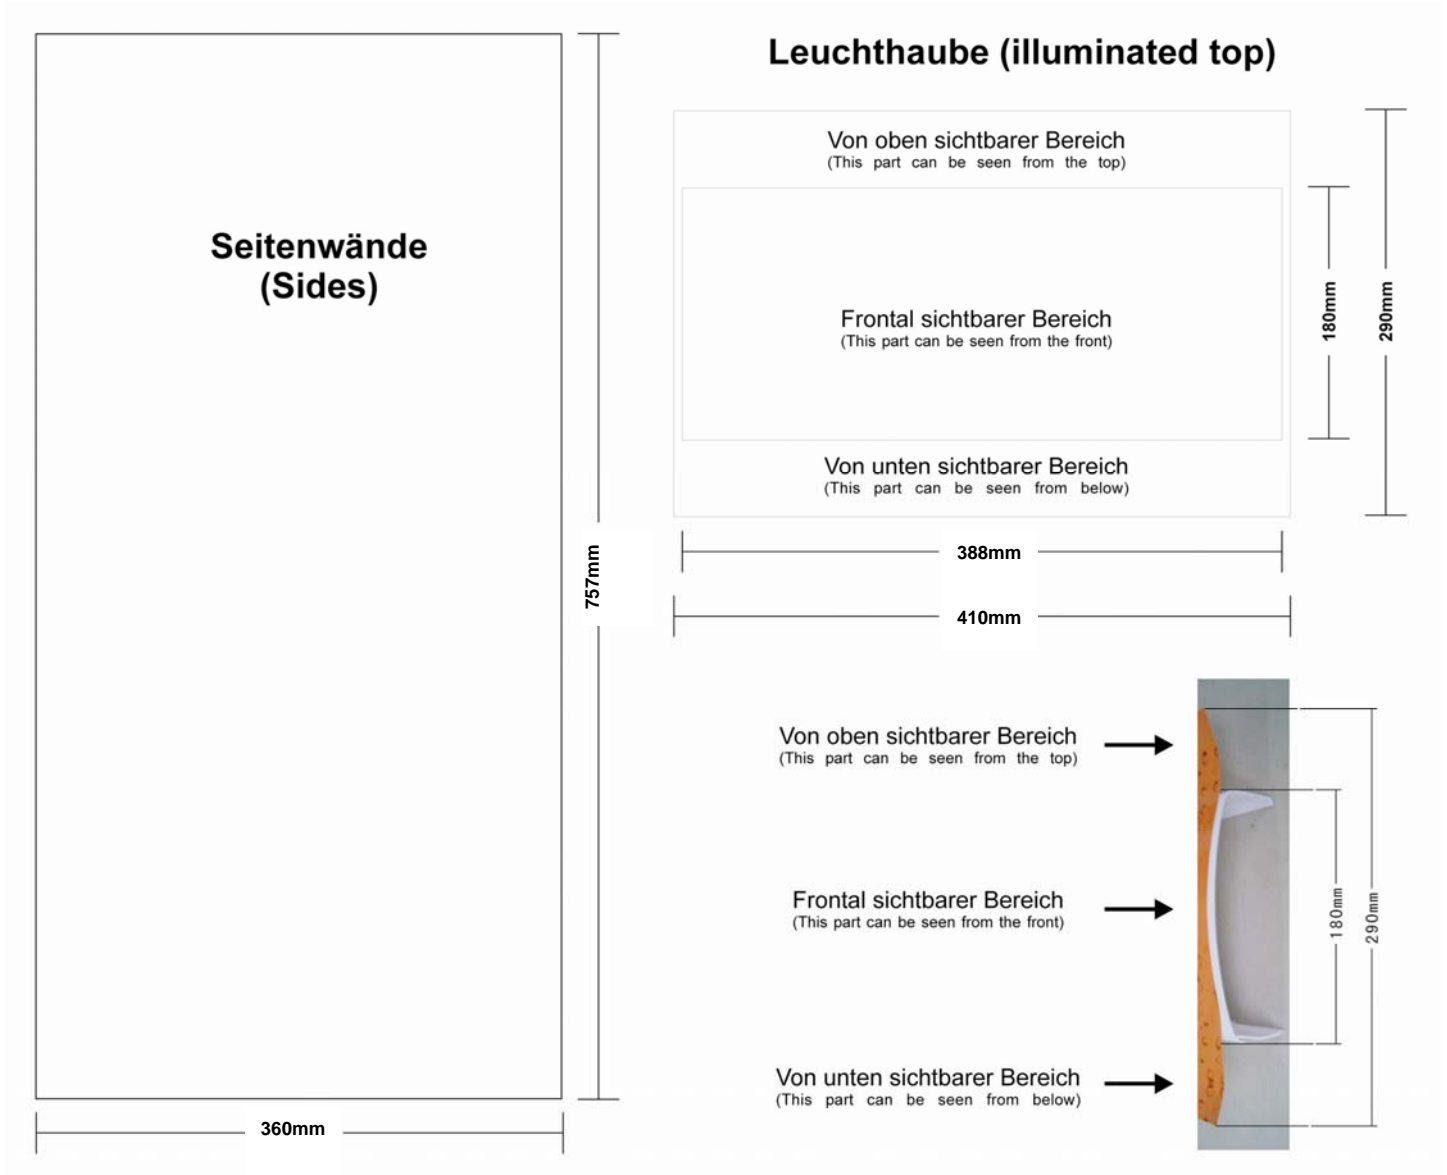 Seitenwände
(Sides)
757mm
360mm
Leuchthaube (illuminated top)
Von oben sichtbarer Bereich
(This part can be seen from the top)
Frontal sichtbarer Bereich
(This part can be seen from the front)
Von unten sichtbarer Bereich
(This part can be seen from below)
180mm
290mm
388mm
410mm
Von oben sichtbarer Bereich
(This part can be seen from the top)
Frontal sichtbarer Bereich
(This part can be seen from the front)
Von unten sichtbarer Bereich
(This part can be seen from below)
180mm
290mm